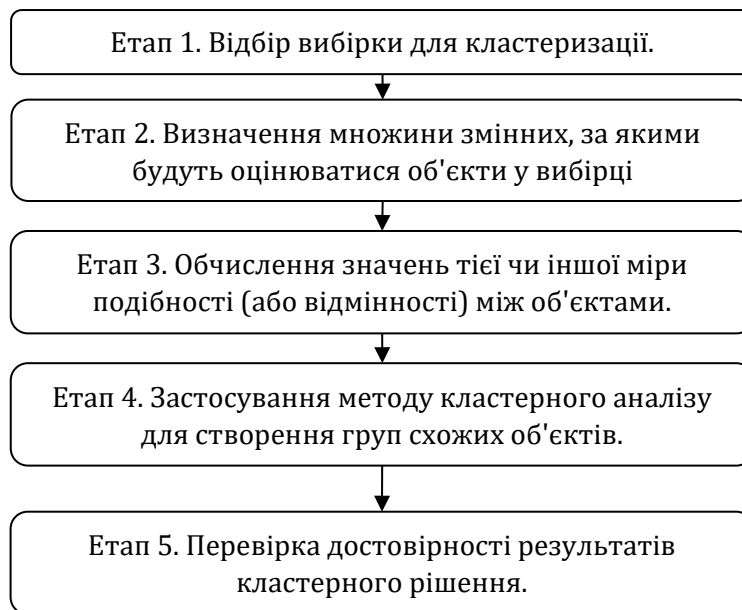 Етап 1. Відбір вибірки для кластеризації.
Етап 2. Визначення множини змінних, за якими
будуть оцінюватися об'єкти у вибірці
Етап 3. Обчислення значень тієї чи іншої міри
подібності (або відмінності) між об'єктами.
Етап 4. Застосування методу кластерного аналізу
для створення груп схожих об'єктів.
Етап 5. Перевірка достовірності результатів
кластерного рішення.